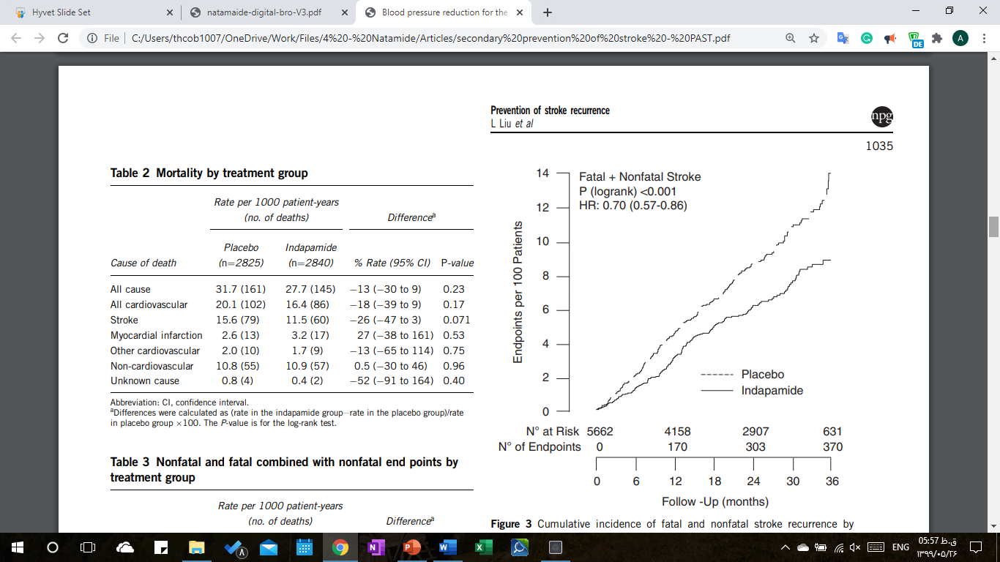 Hyvet Slide Set
natamaide-digital-bro-V3.pdf
Blood pressure reduction for the
File
C:/Users/thcob1007/OneDrive/Work/Files/4%20-%20Natamide/Articles/secondary%20prevention%20of%20stroke%20-%20PAST.pdf
DE
A
Prevention of stroke recurrence
L Liu et al
npg
1035
Table 2 Mortality by treatment group
Rate per 1000 patient-years
(no. of deaths) Differenceᵃ
Placebo Indapamide
Cause of death (n=2825) (n=2840) % Rate (95% CI) P-value
All cause 31.7 (161) 27.7 (145) −13 (−30 to 9) 0.23
All cardiovascular 20.1 (102) 16.4 (86) −18 (−39 to 9) 0.17
Stroke 15.6 (79) 11.5 (60) −26 (−47 to 3) 0.071
Myocardial infarction 2.6 (13) 3.2 (17) 27 (−38 to 161) 0.53
Other cardiovascular 2.0 (10) 1.7 (9) −13 (−65 to 114) 0.75
Non-cardiovascular 10.8 (55) 10.9 (57) 0.5 (−30 to 46) 0.96
Unknown cause 0.8 (4) 0.4 (2) −52 (−91 to 164) 0.40
Abbreviation: CI, confidence interval.
ᵃDifferences were calculated as (rate in the indapamide group−rate in the placebo group)/rate
in placebo group ×100. The P-value is for the log-rank test.
Table 3 Nonfatal and fatal combined with nonfatal end points by
treatment group
Rate per 1000 patient-years
(no. of deaths) Differenceᵃ
Fatal + Nonfatal Stroke
P (logrank) <0.001
HR: 0.70 (0.57-0.86)
Endpoints per 100 Patients
14
12
10
8
6
4
2
0
Placebo
Indapamide
N° at Risk 5662 4158 2907 631
N° of Endpoints 0 170 303 370
0 6 12 18 24 30 36
Follow -Up (months)
Figure 3 Cumulative incidence of fatal and nonfatal stroke recurrence by
ENG
05:57 ق.ظ
۱۳۹۹/۰۵/۲۶